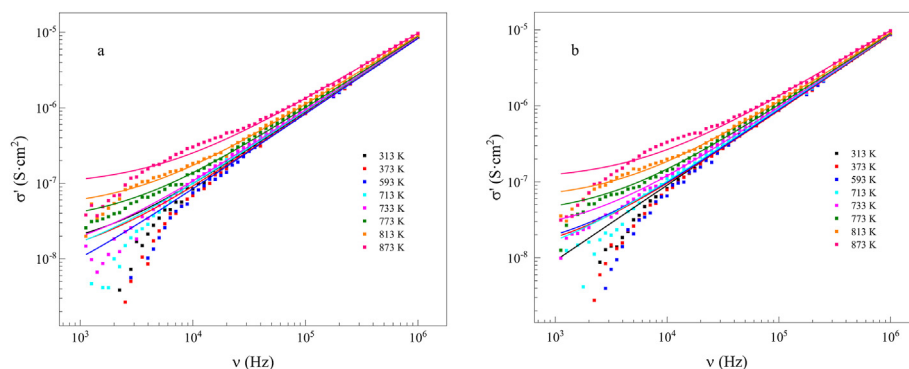 a
10⁻⁵
10⁻⁶
10⁻⁷
10⁻⁸
σ' (S·cm²)
313 K
373 K
593 K
713 K
733 K
773 K
813 K
873 K
10³
10⁴
10⁵
10⁶
ν (Hz)
b
10⁻⁵
10⁻⁶
10⁻⁷
10⁻⁸
σ' (S·cm²)
313 K
373 K
593 K
713 K
733 K
773 K
813 K
873 K
10³
10⁴
10⁵
10⁶
ν (Hz)